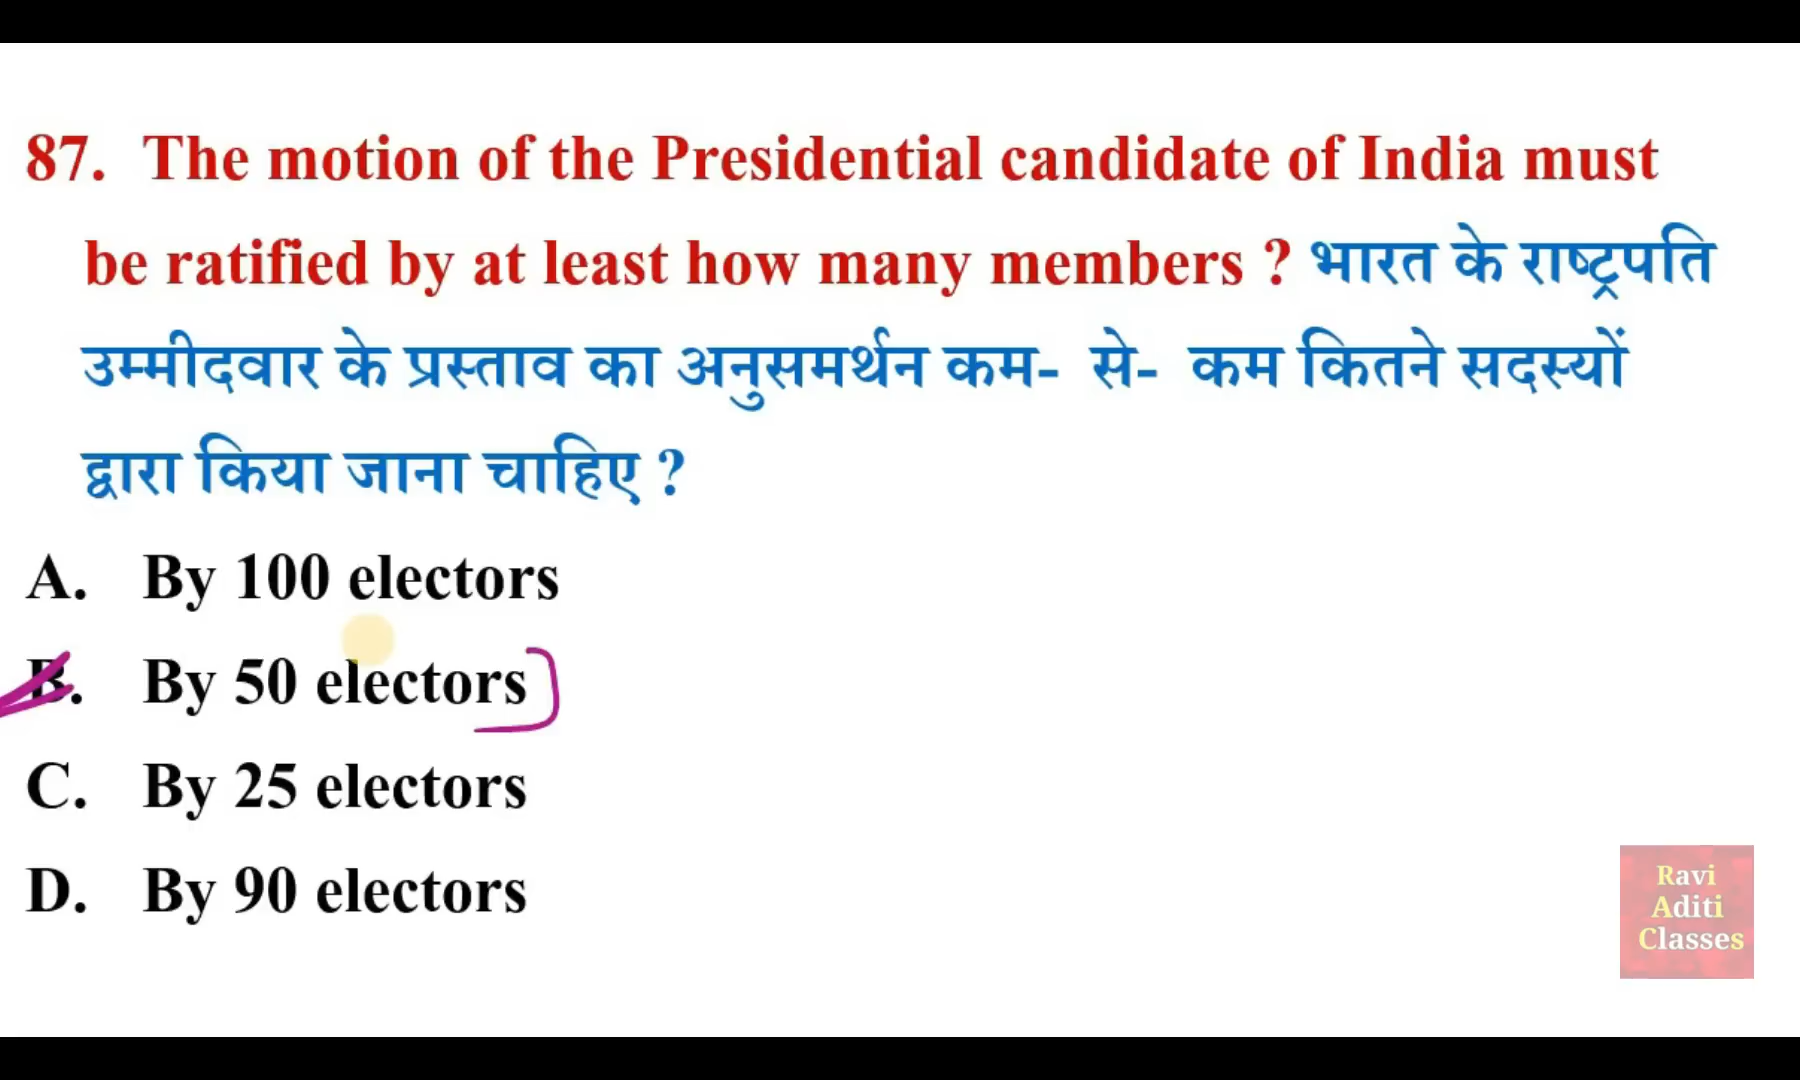 87. The motion of the Presidential candidate of India must
be ratified by at least how many members ? भारत के राष्ट्रपति
उम्मीदवार के प्रस्ताव का अनुसमर्थन कम- से- कम कितने सदस्यों
द्वारा किया जाना चाहिए ?
A. By 100 electors
B. By 50 electors
C. By 25 electors
D. By 90 electors
Ravi
Aditi
Classes